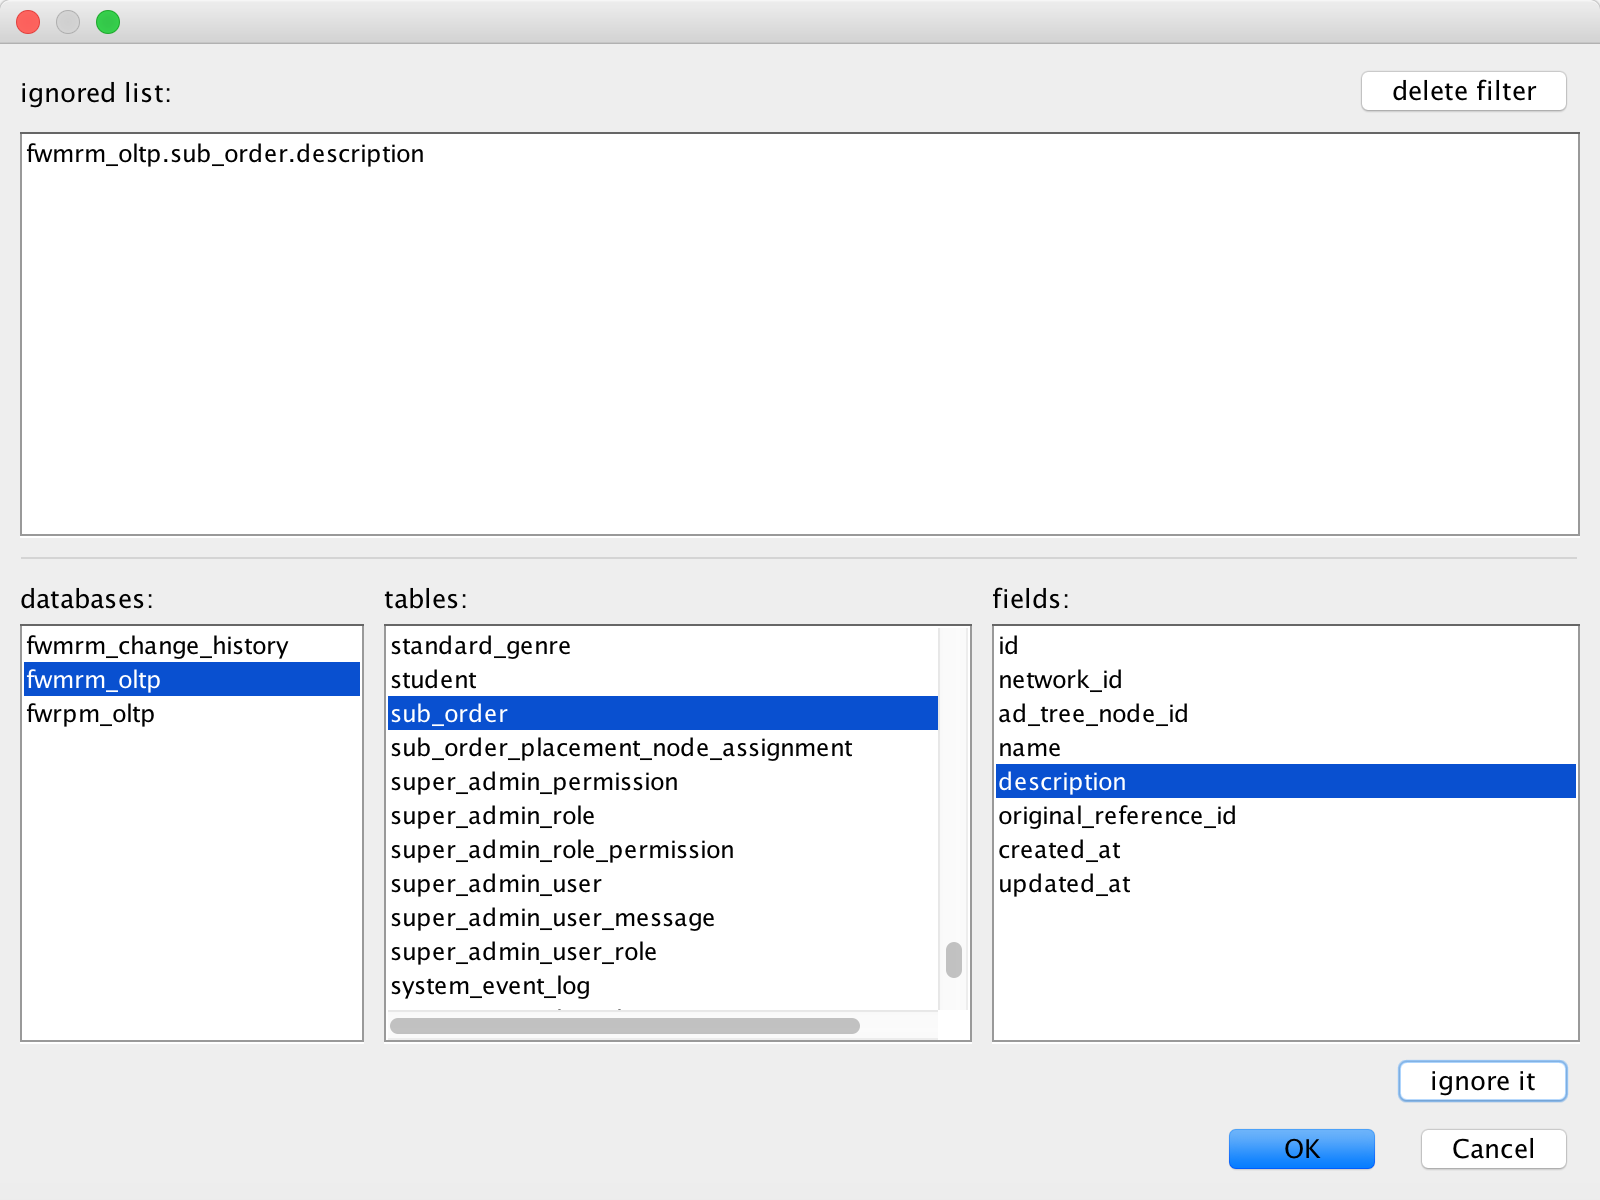 ignored list:
delete filter
fwmrm_oltp.sub_order.description
databases:
fwmrm_change_history
fwmrm_oltp
fwrpm_oltp
tables:
standard_genre
student
sub_order
sub_order_placement_node_assignment
super_admin_permission
super_admin_role
super_admin_role_permission
super_admin_user
super_admin_user_message
super_admin_user_role
system_event_log
fields:
id
network_id
ad_tree_node_id
name
description
original_reference_id
created_at
updated_at
ignore it
OK
Cancel